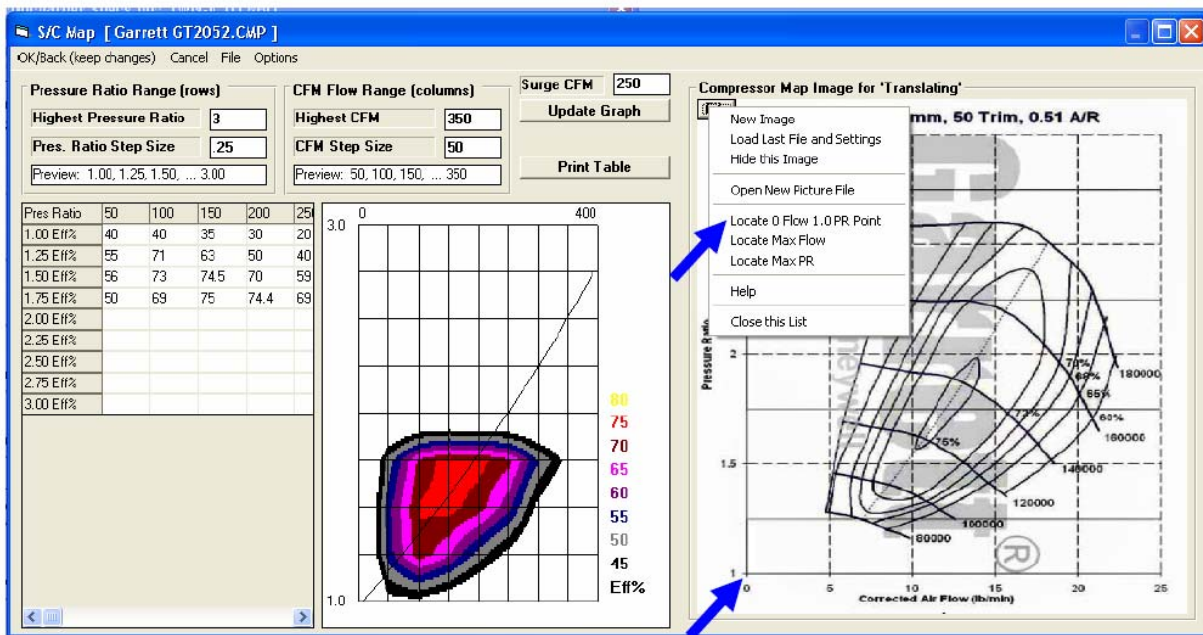 S/C Map [ Garrett GT2052.CMP ]
OK/Back (keep changes) Cancel File Options
Pressure Ratio Range (rows)
Highest Pressure Ratio 3
Pres. Ratio Step Size .25
Preview: 1.00, 1.25, 1.50, ... 3.00
CFM Flow Range (columns)
Highest CFM 350
CFM Step Size 50
Preview: 50, 100, 150, ... 350
Surge CFM 250
Update Graph
Print Table
Pres Ratio 50 100 150 200 250
1.00 Eff% 40 40 35 30 20
1.25 Eff% 55 71 63 50 40
1.50 Eff% 56 73 74.5 70 59
1.75 Eff% 50 69 75 74.4 69
2.00 Eff%
2.25 Eff%
2.50 Eff%
2.75 Eff%
3.00 Eff%
0 400
3.0
1.0
80
75
70
65
60
55
50
45
Eff%
Compressor Map Image for 'Translating'
mm, 50 Trim, 0.51 A/R
New Image
Load Last File and Settings
Hide this Image
Open New Picture File
Locate 0 Flow 1.0 PR Point
Locate Max Flow
Locate Max PR
Help
Close this List
Pressure Ratio
2
1.5
1
70%
68%
65%
60%
72%
75%
180000
160000
140000
120000
100000
80000
Garrett
®
0 5 10 15 20 25
Corrected Air Flow (lb/min)